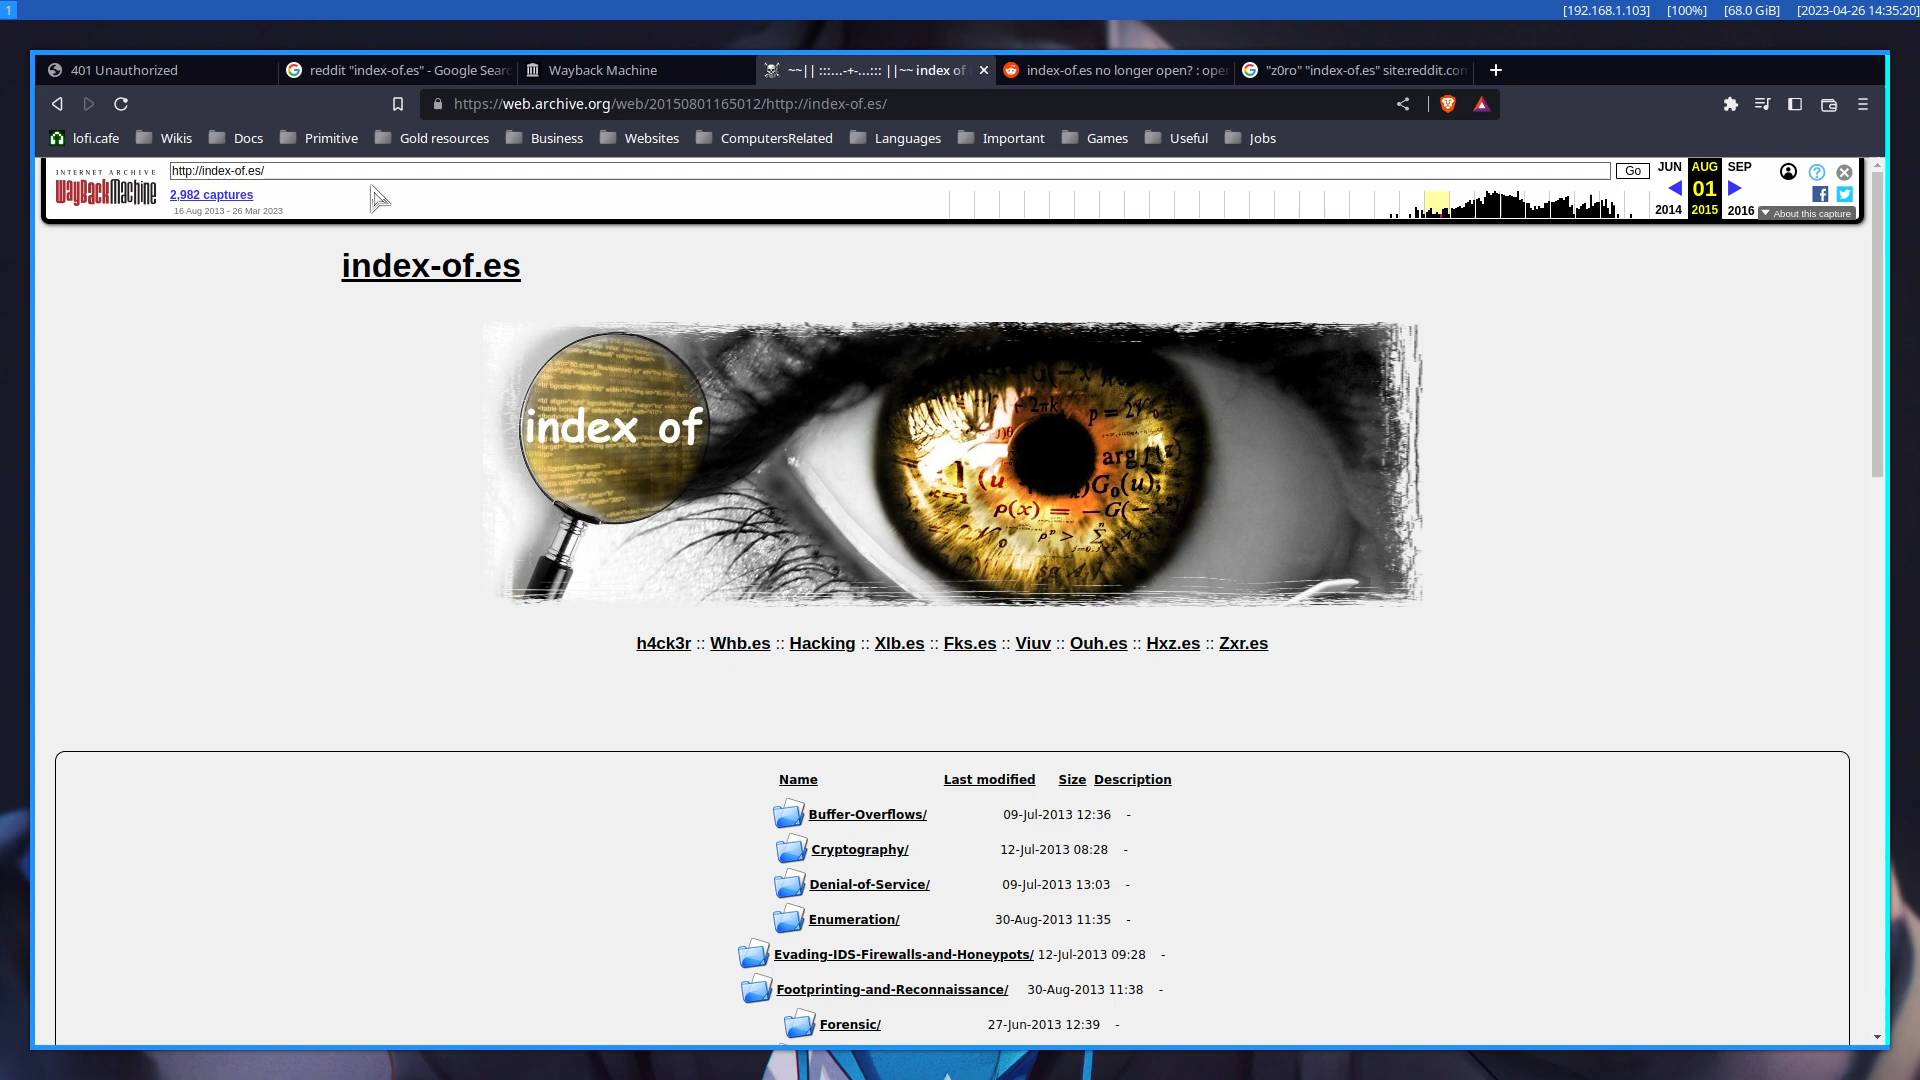 1 [192.168.1.103] [100%] [68.0 GiB] [2023-04-26 14:35:20]
401 Unauthorized reddit "index-of.es" - Google Searc Wayback Machine ~~|| :::...-+-...::: ||~~ index of index-of.es no longer open? : oper "z0ro" "index-of.es" site:reddit.con
https://web.archive.org/web/20150801165012/http://index-of.es/
lofi.cafe Wikis Docs Primitive Gold resources Business Websites ComputersRelated Languages Important Games Useful Jobs
INTERNET ARCHIVE
WayBackMachine
http://index-of.es/ Go
2,982 captures
16 Aug 2013 - 26 Mar 2023
JUN AUG SEP
01
2014 2015 2016
About this capture
index-of.es
index of
2πk
arg
G₀(u);
ρ(x) = –G(–x²)
h4ck3r :: Whb.es :: Hacking :: Xlb.es :: Fks.es :: Viuv :: Ouh.es :: Hxz.es :: Zxr.es
Name Last modified Size Description
Buffer-Overflows/ 09-Jul-2013 12:36 -
Cryptography/ 12-Jul-2013 08:28 -
Denial-of-Service/ 09-Jul-2013 13:03 -
Enumeration/ 30-Aug-2013 11:35 -
Evading-IDS-Firewalls-and-Honeypots/ 12-Jul-2013 09:28 -
Footprinting-and-Reconnaissance/ 30-Aug-2013 11:38 -
Forensic/ 27-Jun-2013 12:39 -